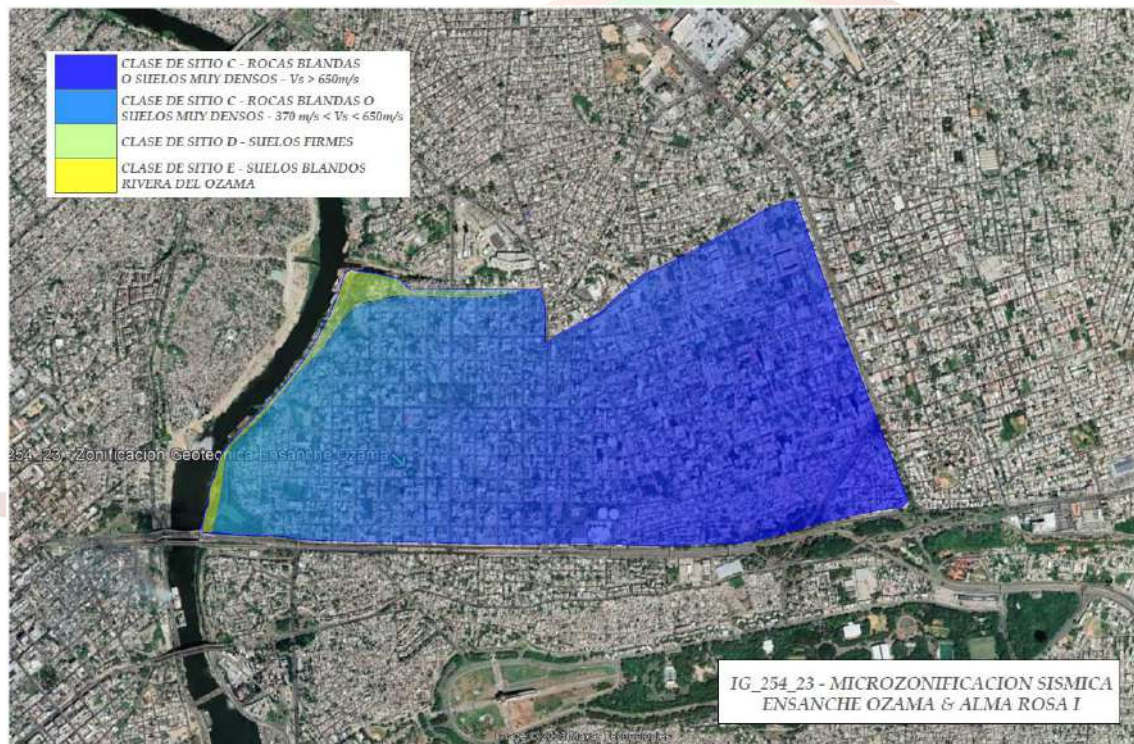 CLASE DE SITIO C - ROCAS BLANDAS
O SUELOS MUY DENSOS - Vs > 650m/s
CLASE DE SITIO C - ROCAS BLANDAS O
SUELOS MUY DENSOS - 370 m/s < Vs < 650m/s
CLASE DE SITIO D - SUELOS FIRMES
CLASE DE SITIO E - SUELOS BLANDOS
RIVERA DEL OZAMA
254_23 - Zonificacion Geotecnica Ensanche Ozama
IG_254_23 - MICROZONIFICACION SISMICA
ENSANCHE OZAMA & ALMA ROSA I